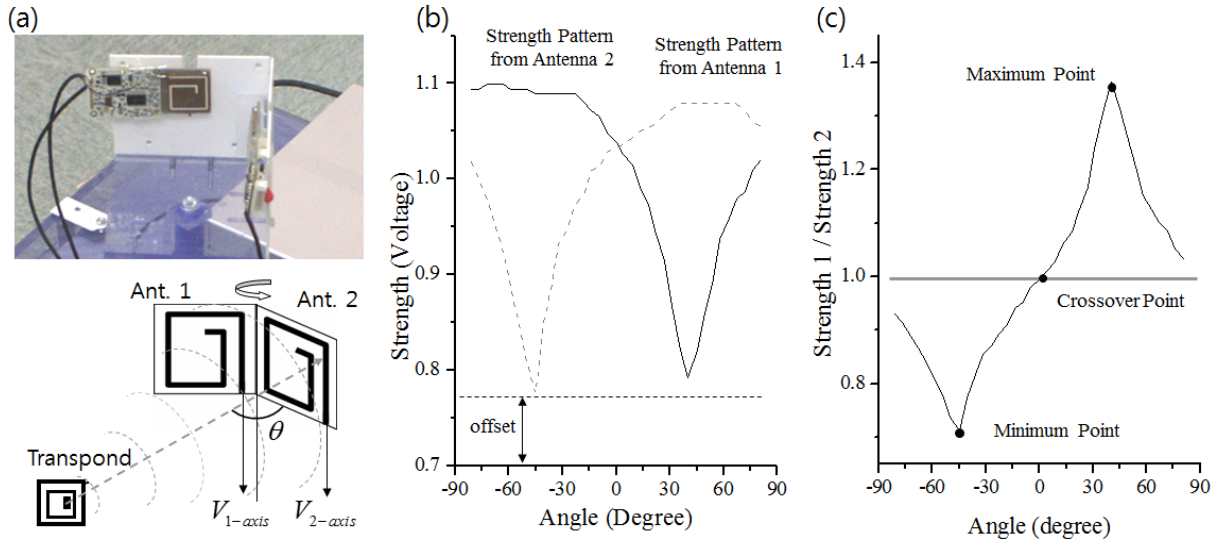 (a)
Ant. 1
Ant. 2
θ
Transpond
V1-axis
V2-axis
(b)
Strength Pattern
from Antenna 2
Strength Pattern
from Antenna 1
Strength (Voltage)
1.1
1.0
0.9
0.8
0.7
offset
-90
-60
-30
0
30
60
90
Angle (Degree)
(c)
Strength 1 / Strength 2
1.4
1.2
1.0
0.8
Maximum Point
Crossover Point
Minimum Point
-90
-60
-30
0
30
60
90
Angle (degree)